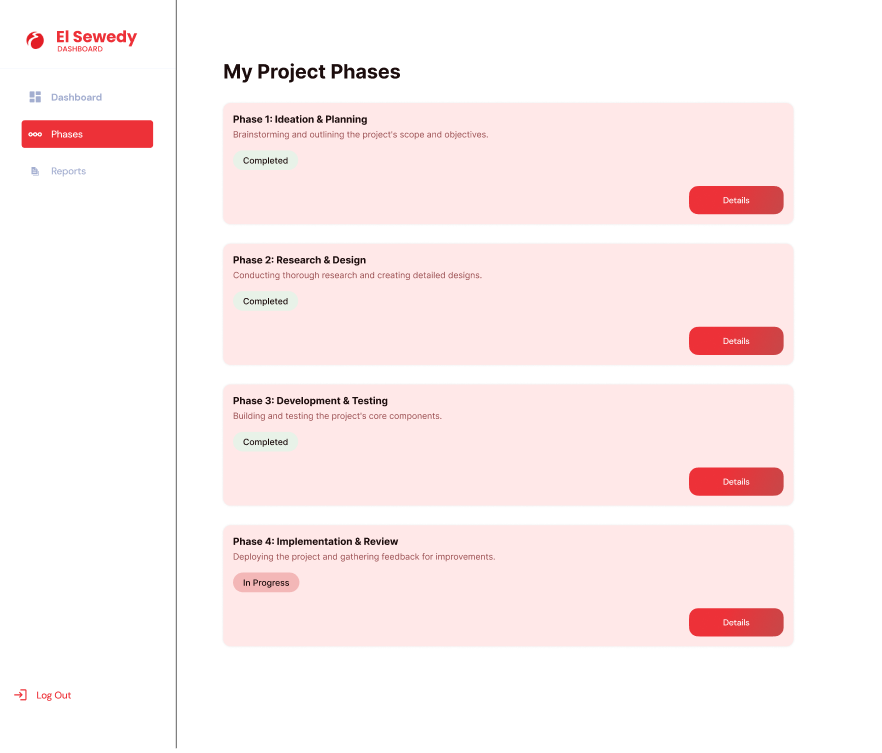 El Sewedy
DASHBOARD
Dashboard
Phases
Reports
Log Out
My Project Phases
Phase 1: Ideation & Planning
Brainstorming and outlining the project's scope and objectives.
Completed
Details
Phase 2: Research & Design
Conducting thorough research and creating detailed designs.
Completed
Details
Phase 3: Development & Testing
Building and testing the project's core components.
Completed
Details
Phase 4: Implementation & Review
Deploying the project and gathering feedback for improvements.
In Progress
Details